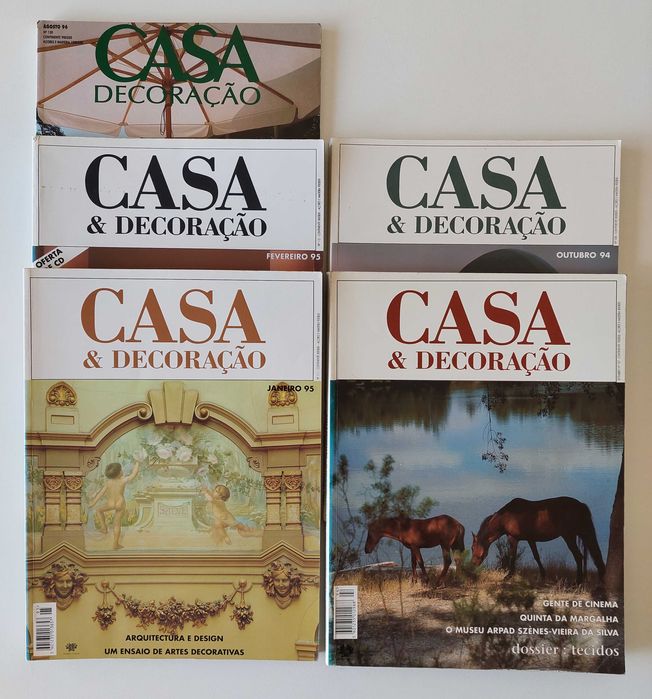 AGOSTO 96
CASA
DECORAÇÃO
CASA
& DECORAÇÃO
OFERTA
CD
FEVEREIRO 95
CASA
& DECORAÇÃO
OUTUBRO 94
CASA
& DECORAÇÃO
JANEIRO 95
ARQUITECTURA E DESIGN
UM ENSAIO DE ARTES DECORATIVAS
CASA
& DECORAÇÃO
GENTE DE CINEMA
QUINTA DA MARGALHA
O MUSEU ARPAD SZÉNES-VIEIRA DA SILVA
dossier : tecidos